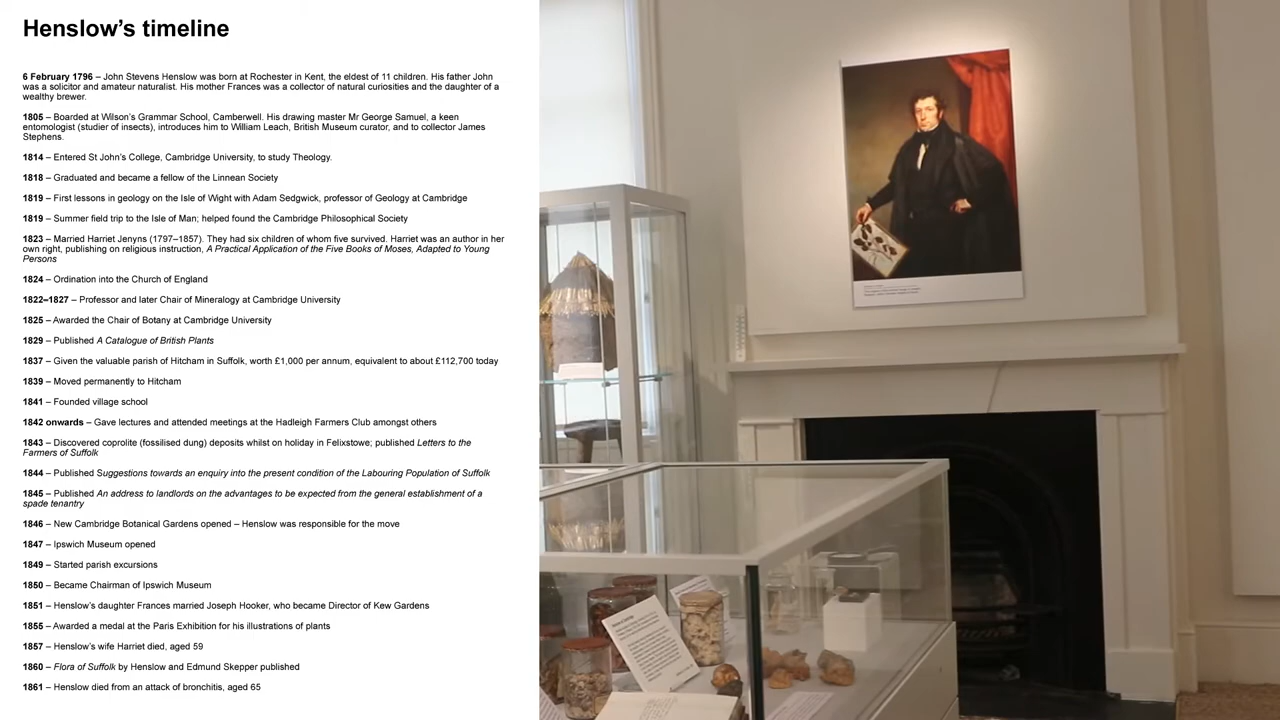 Henslow's timeline
6 February 1796 – John Stevens Henslow was born at Rochester in Kent, the eldest of 11 children. His father John
was a solicitor and amateur naturalist. His mother Frances was a collector of natural curiosities and the daughter of a
wealthy brewer.
1805 – Boarded at Wilson's Grammar School, Camberwell. His drawing master Mr George Samuel, a keen
entomologist (studier of insects), introduces him to William Leach, British Museum curator, and to collector James
Stephens.
1814 – Entered St John's College, Cambridge University, to study Theology.
1818 – Graduated and became a fellow of the Linnean Society
1819 – First lessons in geology on the Isle of Wight with Adam Sedgwick, professor of Geology at Cambridge
1819 – Summer field trip to the Isle of Man; helped found the Cambridge Philosophical Society
1823 – Married Harriet Jenyns (1797–1857). They had six children of whom five survived. Harriet was an author in her
own right, publishing on religious instruction, A Practical Application of the Five Books of Moses, Adapted to Young
Persons
1824 – Ordination into the Church of England
1822–1827 – Professor and later Chair of Mineralogy at Cambridge University
1825 – Awarded the Chair of Botany at Cambridge University
1829 – Published A Catalogue of British Plants
1837 – Given the valuable parish of Hitcham in Suffolk, worth £1,000 per annum, equivalent to about £112,700 today
1839 – Moved permanently to Hitcham
1841 – Founded village school
1842 onwards – Gave lectures and attended meetings at the Hadleigh Farmers Club amongst others
1843 – Discovered coprolite (fossilised dung) deposits whilst on holiday in Felixstowe; published Letters to the
Farmers of Suffolk
1844 – Published Suggestions towards an enquiry into the present condition of the Labouring Population of Suffolk
1845 – Published An address to landlords on the advantages to be expected from the general establishment of a
spade tenantry
1846 – New Cambridge Botanical Gardens opened – Henslow was responsible for the move
1847 – Ipswich Museum opened
1849 – Started parish excursions
1850 – Became Chairman of Ipswich Museum
1851 – Henslow's daughter Frances married Joseph Hooker, who became Director of Kew Gardens
1855 – Awarded a medal at the Paris Exhibition for his illustrations of plants
1857 – Henslow's wife Harriet died, aged 59
1860 – Flora of Suffolk by Henslow and Edmund Skepper published
1861 – Henslow died from an attack of bronchitis, aged 65